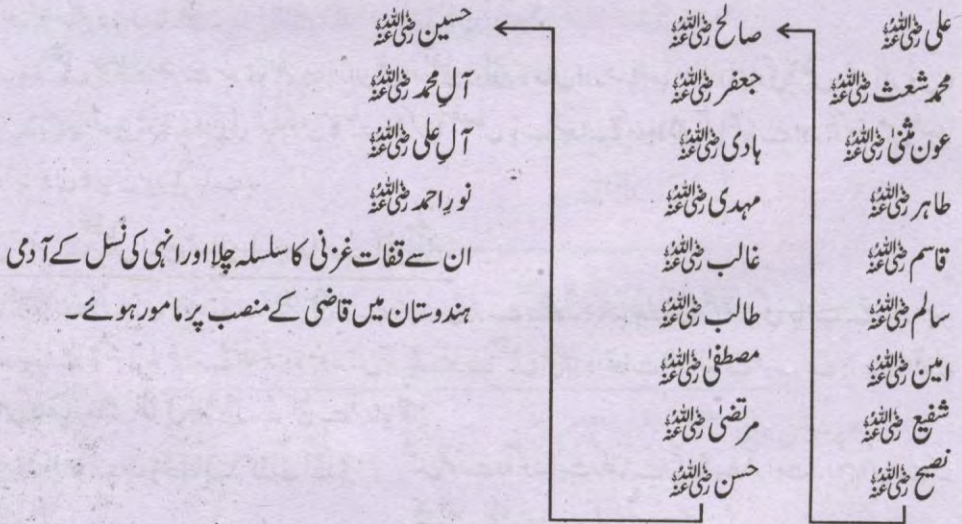 علی رضی اللہ عنہ
محمد شعث رضی اللہ عنہ
عون مثنیٰ رضی اللہ عنہ
طاہر رضی اللہ عنہ
قاسم رضی اللہ عنہ
سالم رضی اللہ عنہ
امین رضی اللہ عنہ
شفیع رضی اللہ عنہ
نصیح رضی اللہ عنہ
صالح رضی اللہ عنہ
جعفر رضی اللہ عنہ
ہادی رضی اللہ عنہ
مہدی رضی اللہ عنہ
غالب رضی اللہ عنہ
طالب رضی اللہ عنہ
مصطفیٰ رضی اللہ عنہ
مرتضیٰ رضی اللہ عنہ
حسن رضی اللہ عنہ
حسین رضی اللہ عنہ
آلِ محمد رضی اللہ عنہ
آلِ علی رضی اللہ عنہ
نورِ احمد رضی اللہ عنہ
ان سے قفات غزنی کا سلسلہ چلا اور انہی کی نسل کے آدمی
ہندوستان میں قاضی کے منصب پر مامور ہوئے۔